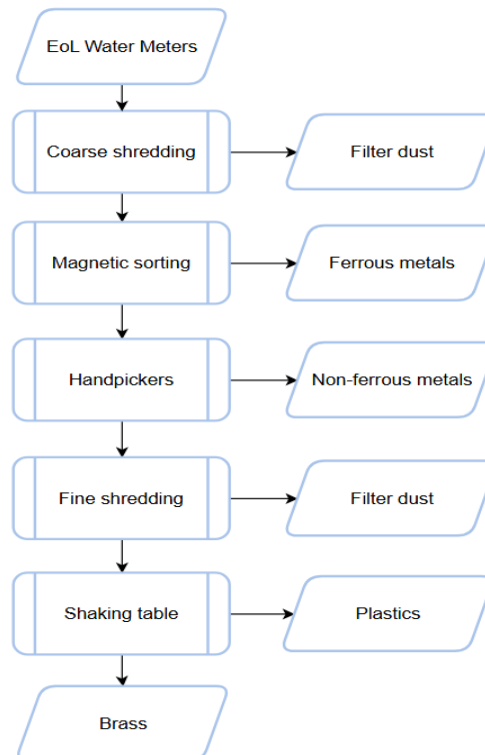 EoL Water Meters
Coarse shredding
Filter dust
Magnetic sorting
Ferrous metals
Handpickers
Non-ferrous metals
Fine shredding
Filter dust
Shaking table
Plastics
Brass